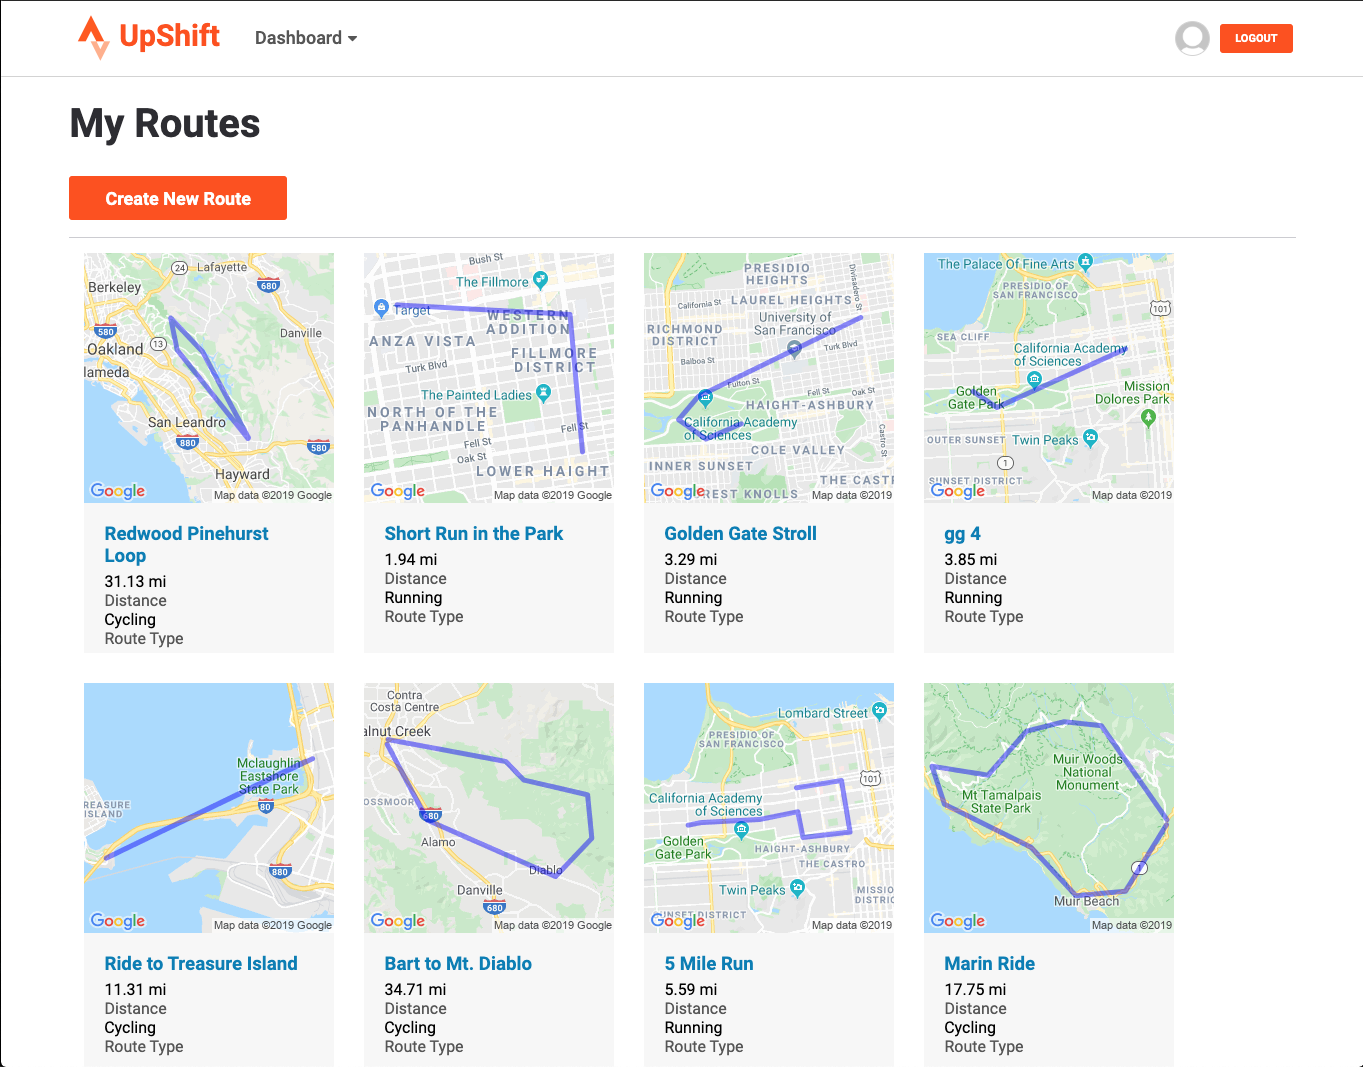 UpShift
Dashboard
LOGOUT
My Routes
Create New Route
24
Lafayette
680
Berkeley
580
13
Danville
Oakland
lameda
San Leandro
880
580
Hayward
Google
Map data ©2019 Google
Redwood Pinehurst
Loop
31.13 mi
Distance
Cycling
Route Type
Bush St
The Fillmore
Target
WESTERN
ADDITION
ANZA VISTA
FILLMORE
DISTRICT
Turk Blvd
The Painted Ladies
NORTH OF THE
PANHANDLE
Fell St
Fell St
Oak St
LOWER HAIGHT
Google
Map data ©2019 Google
Short Run in the Park
1.94 mi
Distance
Running
Route Type
PRESIDIO
HEIGHTS
Divisadero St
California St
LAUREL HEIGHTS
University of
San Francisco
RICHMOND
DISTRICT
Turk Blvd
Balboa St
Fulton St
Fell St
Oak St
HAIGHT-ASHBURY
California Academy
of Sciences
Castro St
COLE VALLEY
INNER SUNSET
THE CAST
Google
REST KNOLLS
Map data ©2019
Golden Gate Stroll
3.29 mi
Distance
Running
Route Type
The Palace Of Fine Arts
PRESIDIO OF
SAN FRANCISCO
101
SEA CLIFF
California Academy
of Sciences
Golden
Gate Park
Mission
Dolores Park
OUTER SUNSET
Twin Peaks
1
SUNSET DISTRICT
Google
Map data ©2019
gg 4
3.85 mi
Distance
Running
Route Type
Mclaughlin
Eastshore
State Park
REASURE
ISLAND
80
880
Google
Map data ©2019 Google
Ride to Treasure Island
11.31 mi
Distance
Cycling
Route Type
Contra
Costa Centre
alnut Creek
OSSMOOR
680
Alamo
Diablo
Danville
680
Google
Map data ©2019 Google
Bart to Mt. Diablo
34.71 mi
Distance
Cycling
Route Type
Lombard Street
PRESIDIO OF
SAN FRANCISCO
101
California Academy
of Sciences
Golden
Gate Park
HAIGHT-ASHBURY
THE CASTRO
Twin Peaks
MISSIO
DISTRIC
UNSET DISTRICT
Google
Map data ©2019
5 Mile Run
5.59 mi
Distance
Running
Route Type
Muir Woods
National
Monument
Mt Tamalpais
State Park
Muir Beach
Google
Map data ©2019
Marin Ride
17.75 mi
Distance
Cycling
Route Type